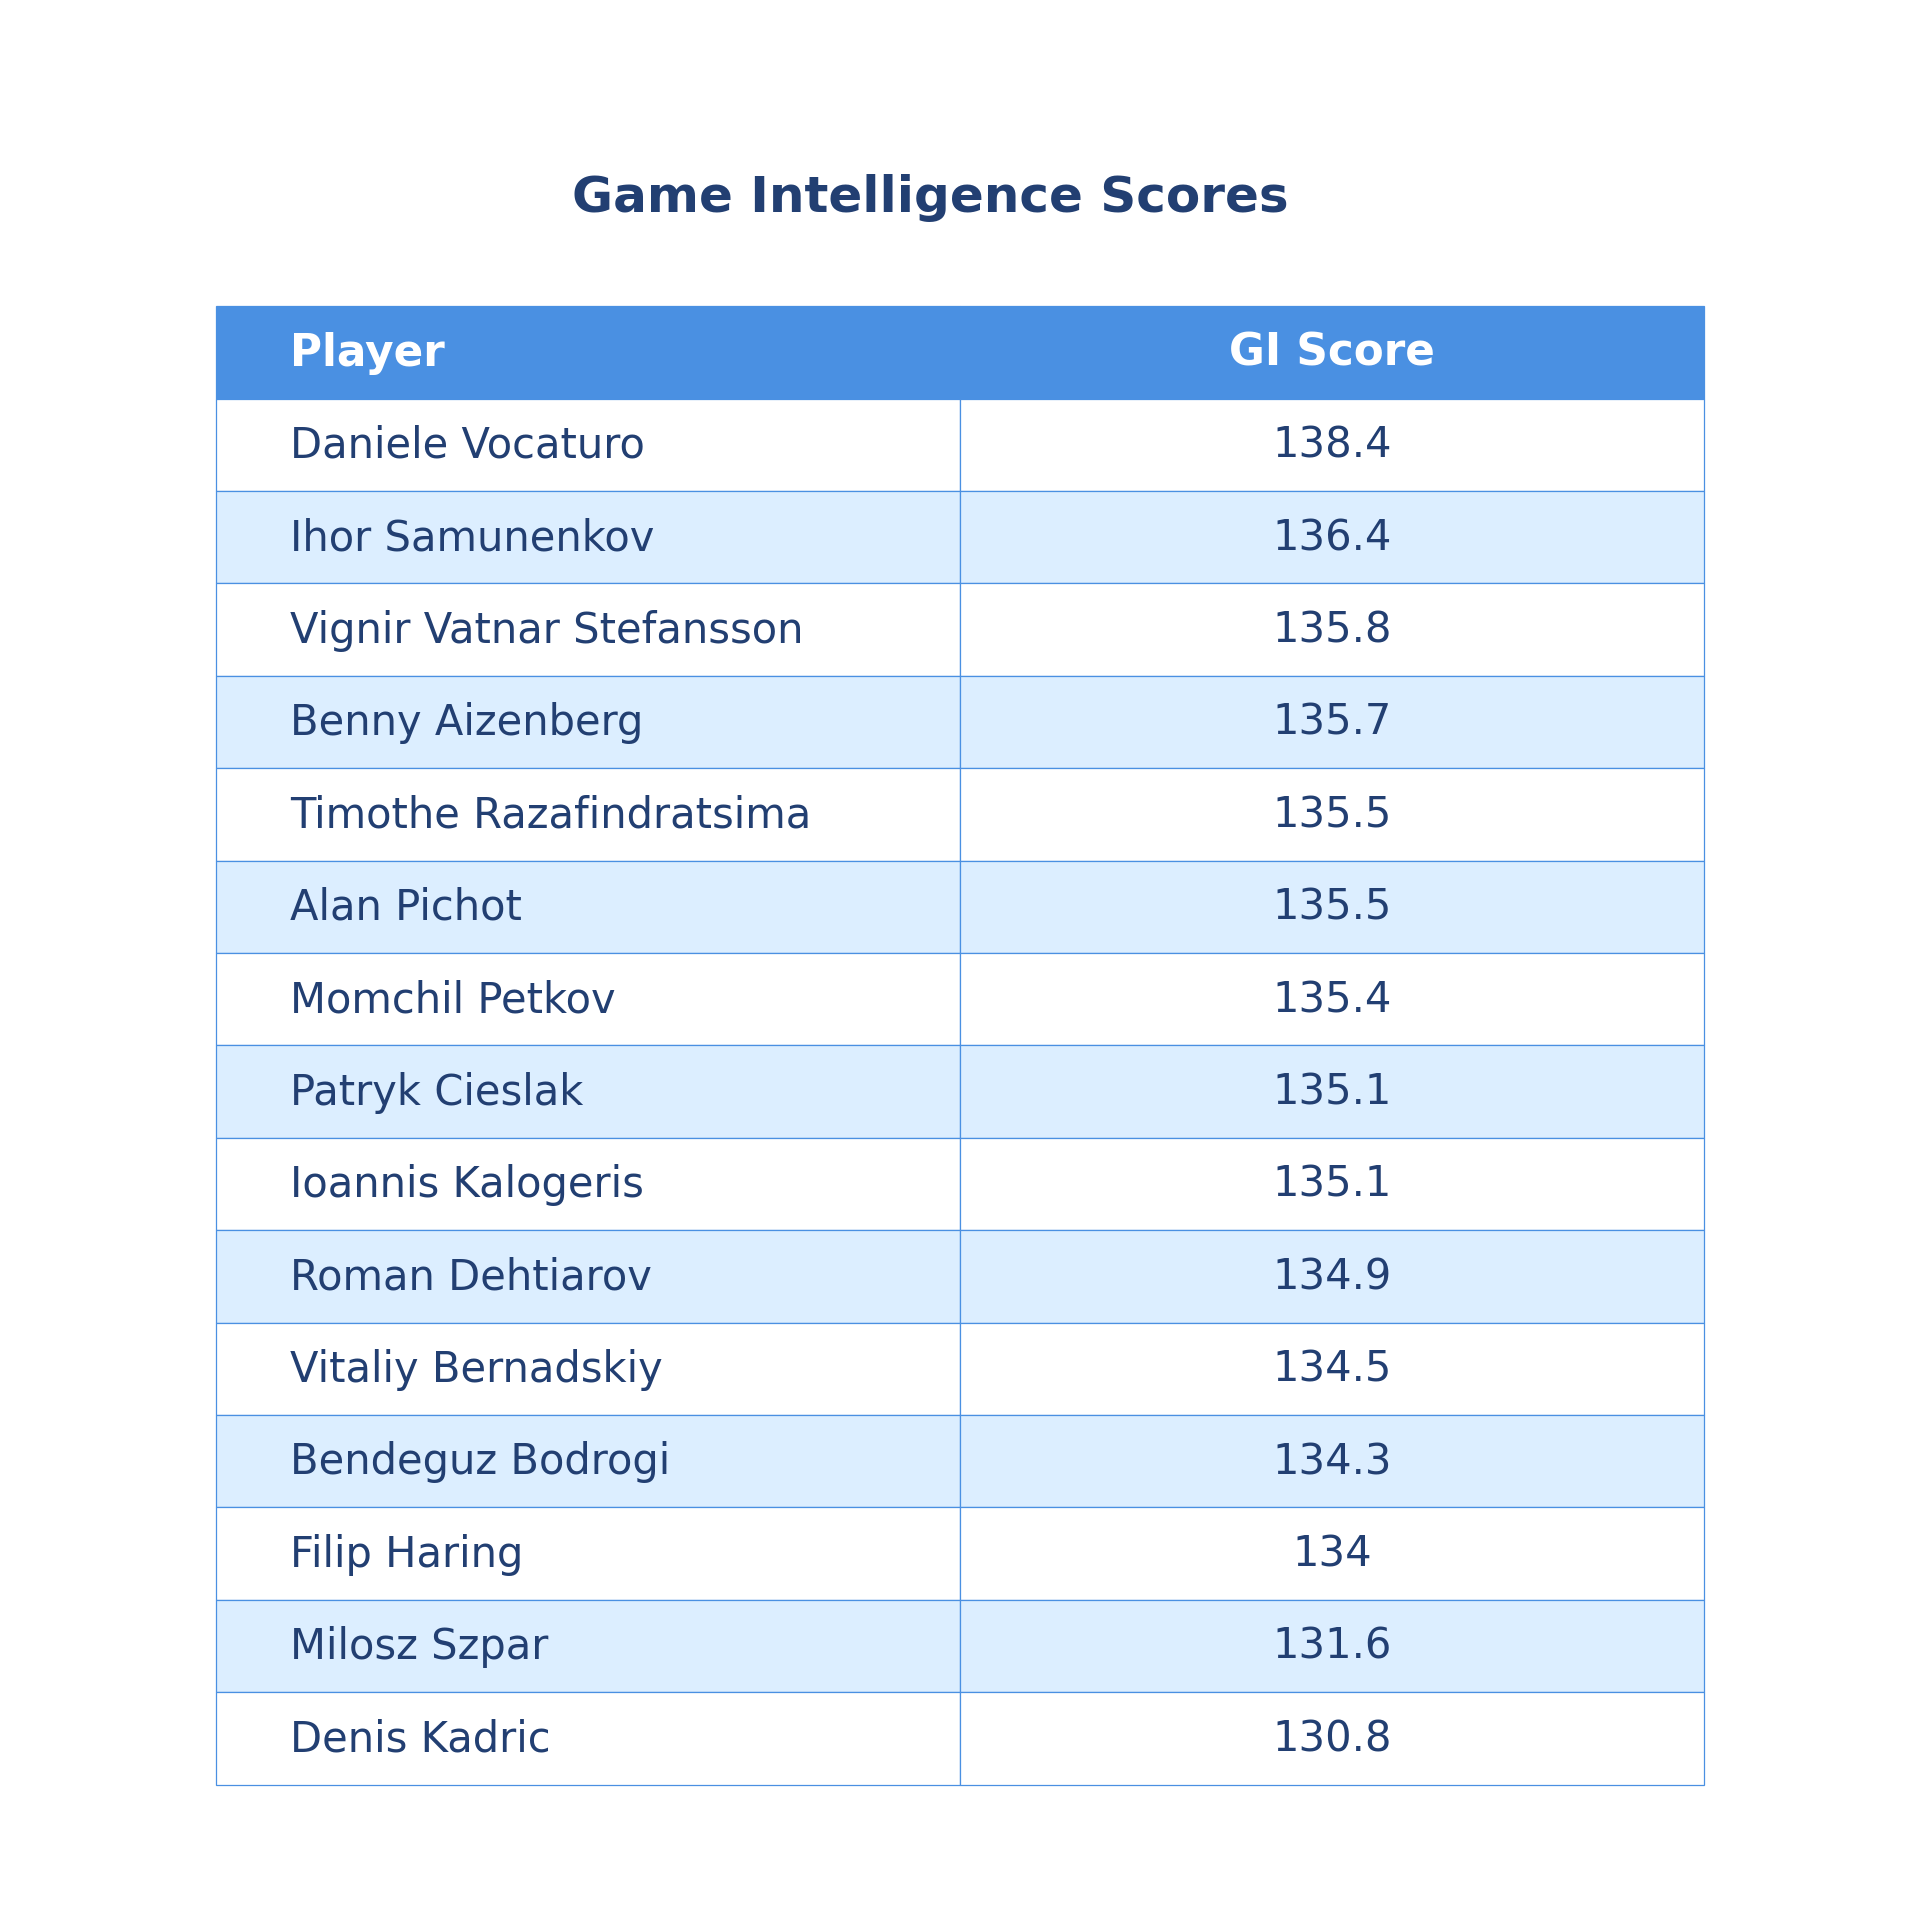 Game Intelligence Scores
Player GI Score
Daniele Vocaturo 138.4
Ihor Samunenkov 136.4
Vignir Vatnar Stefansson 135.8
Benny Aizenberg 135.7
Timothe Razafindratsima 135.5
Alan Pichot 135.5
Momchil Petkov 135.4
Patryk Cieslak 135.1
Ioannis Kalogeris 135.1
Roman Dehtiarov 134.9
Vitaliy Bernadskiy 134.5
Bendeguz Bodrogi 134.3
Filip Haring 134
Milosz Szpar 131.6
Denis Kadric 130.8